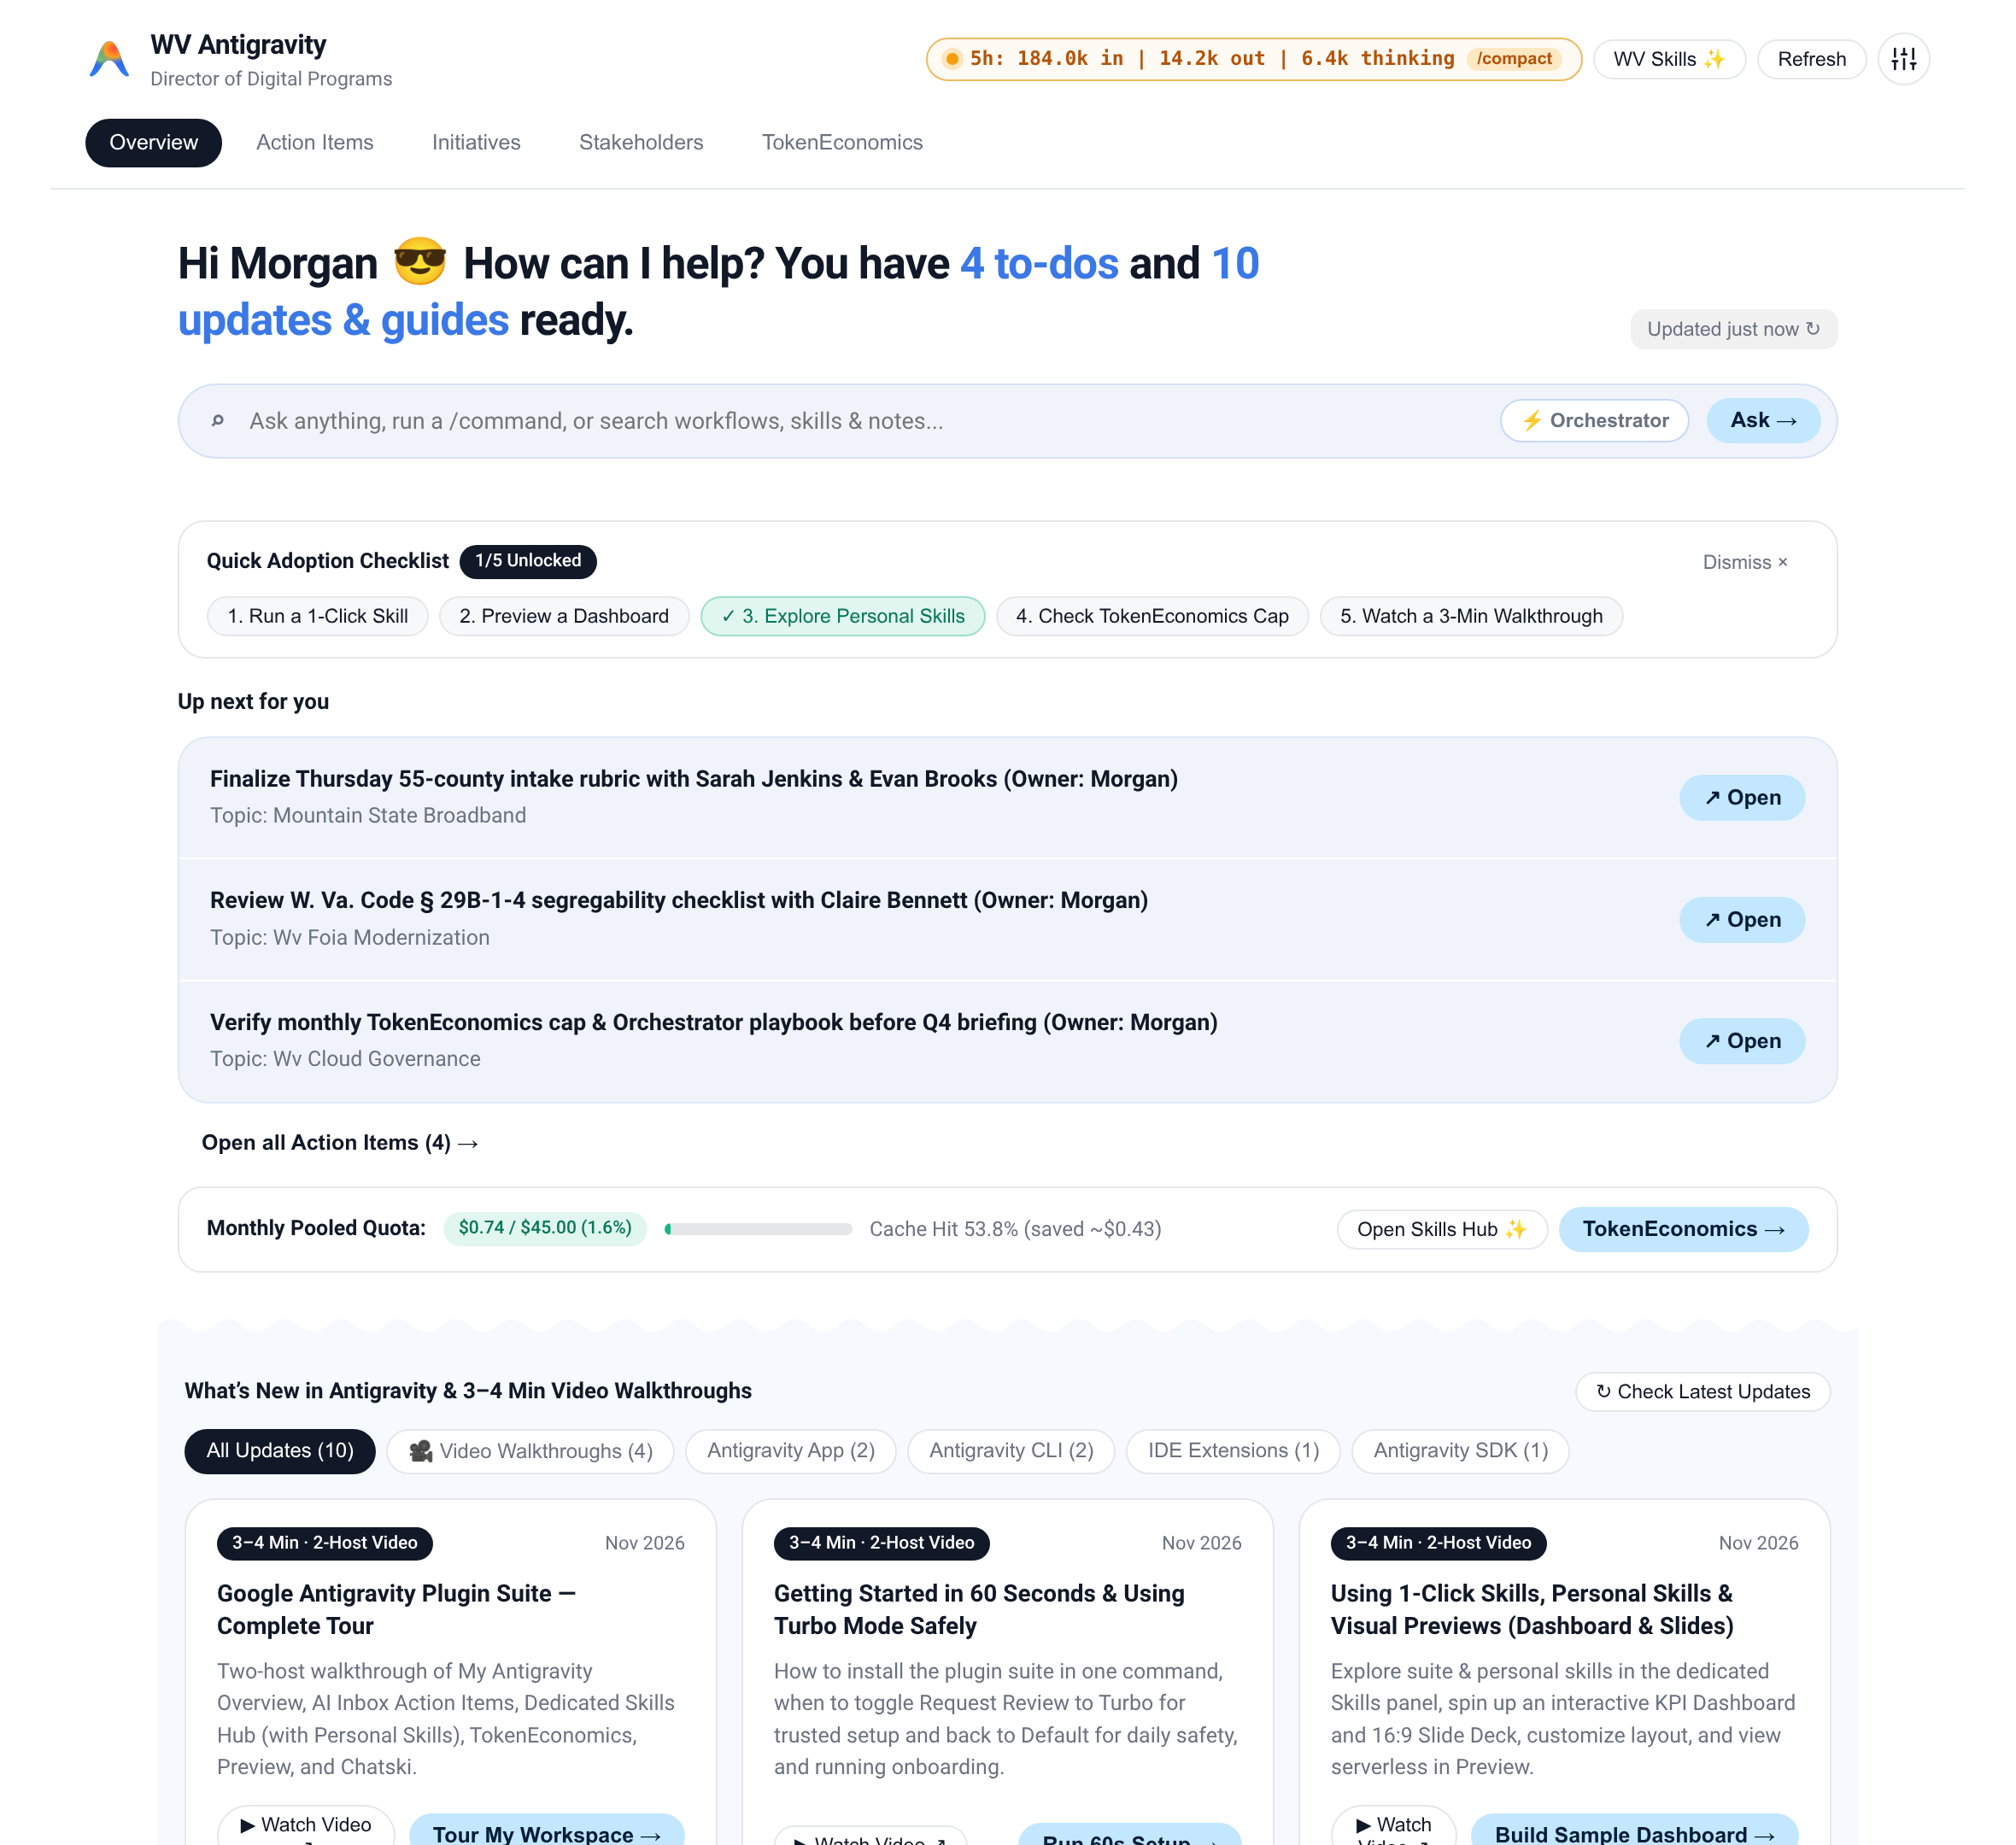 WV Antigravity
Director of Digital Programs
5h: 184.0k in | 14.2k out | 6.4k thinking /compact
WV Skills ✨
Refresh
Overview
Action Items
Initiatives
Stakeholders
TokenEconomics
Hi Morgan 😎 How can I help? You have 4 to-dos and 10
updates & guides ready.
Updated just now ↻
Ask anything, run a /command, or search workflows, skills & notes...
⚡ Orchestrator
Ask →
Quick Adoption Checklist
1/5 Unlocked
Dismiss ×
1. Run a 1-Click Skill
2. Preview a Dashboard
✓ 3. Explore Personal Skills
4. Check TokenEconomics Cap
5. Watch a 3-Min Walkthrough
Up next for you
Finalize Thursday 55-county intake rubric with Sarah Jenkins & Evan Brooks (Owner: Morgan)
Topic: Mountain State Broadband
↗ Open
Review W. Va. Code § 29B-1-4 segregability checklist with Claire Bennett (Owner: Morgan)
Topic: Wv Foia Modernization
↗ Open
Verify monthly TokenEconomics cap & Orchestrator playbook before Q4 briefing (Owner: Morgan)
Topic: Wv Cloud Governance
↗ Open
Open all Action Items (4) →
Monthly Pooled Quota:
$0.74 / $45.00 (1.6%)
Cache Hit 53.8% (saved ~$0.43)
Open Skills Hub ✨
TokenEconomics →
What's New in Antigravity & 3–4 Min Video Walkthroughs
↻ Check Latest Updates
All Updates (10)
🎥 Video Walkthroughs (4)
Antigravity App (2)
Antigravity CLI (2)
IDE Extensions (1)
Antigravity SDK (1)
3–4 Min · 2-Host Video
Nov 2026
Google Antigravity Plugin Suite —
Complete Tour
Two-host walkthrough of My Antigravity
Overview, AI Inbox Action Items, Dedicated Skills
Hub (with Personal Skills), TokenEconomics,
Preview, and Chatski.
▶ Watch Video
Tour My Workspace →
3–4 Min · 2-Host Video
Nov 2026
Getting Started in 60 Seconds & Using
Turbo Mode Safely
How to install the plugin suite in one command,
when to toggle Request Review to Turbo for
trusted setup and back to Default for daily safety,
and running onboarding.
▶ Watch Video ↗
Run 60s Setup →
3–4 Min · 2-Host Video
Nov 2026
Using 1-Click Skills, Personal Skills &
Visual Previews (Dashboard & Slides)
Explore suite & personal skills in the dedicated
Skills panel, spin up an interactive KPI Dashboard
and 16:9 Slide Deck, customize layout, and view
serverless in Preview.
▶ Watch
Video ↗
Build Sample Dashboard →